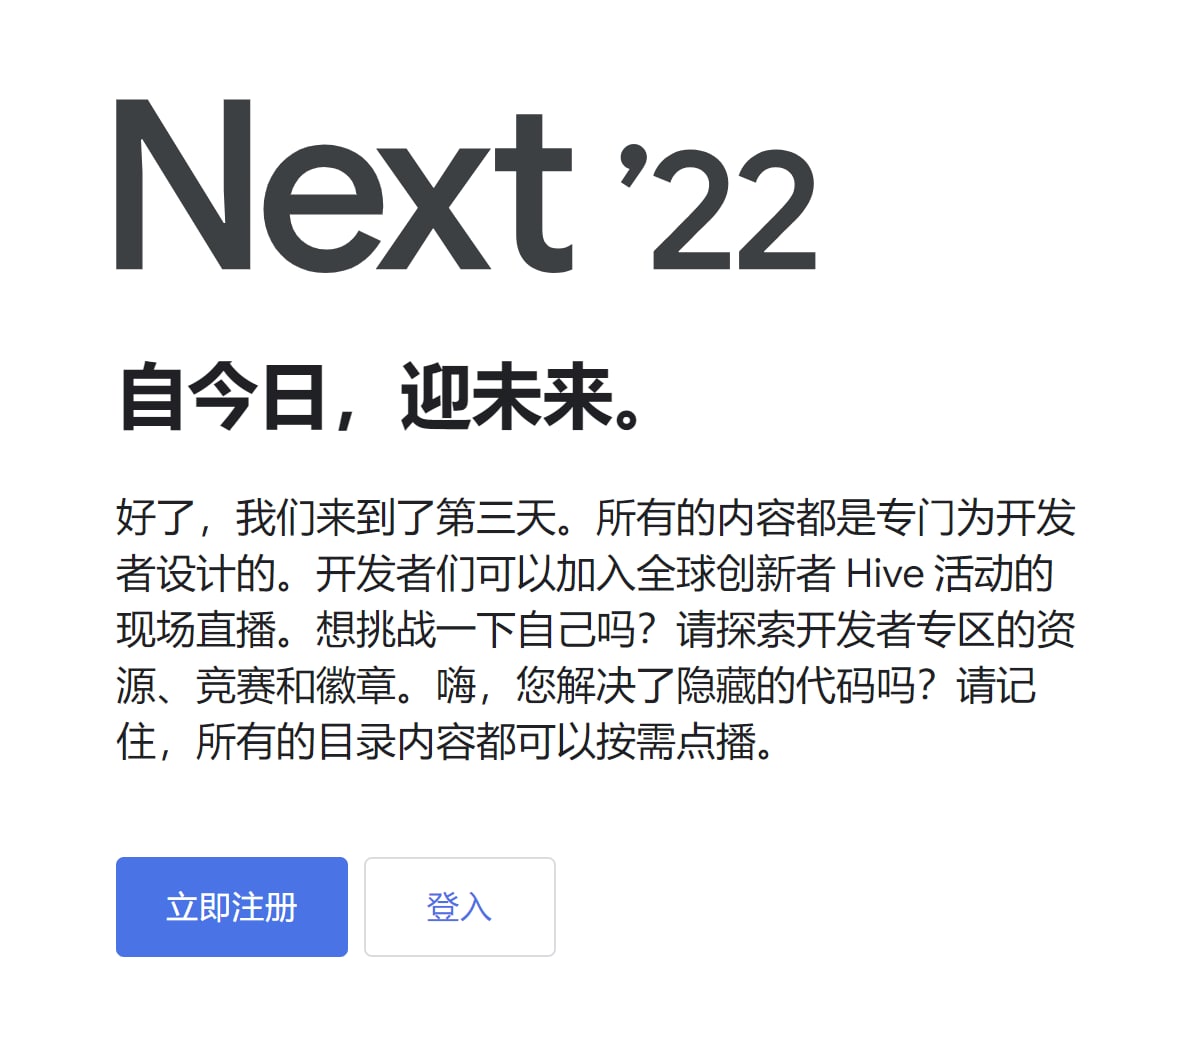 Next ’22
自今日，迎未来。
好了，我们来到了第三天。所有的内容都是专门为开发
者设计的。开发者们可以加入全球创新者 Hive 活动的
现场直播。想挑战一下自己吗？请探索开发者专区的资
源、竞赛和徽章。嗨，您解决了隐藏的代码吗？请记
住，所有的目录内容都可以按需点播。
立即注册 登入